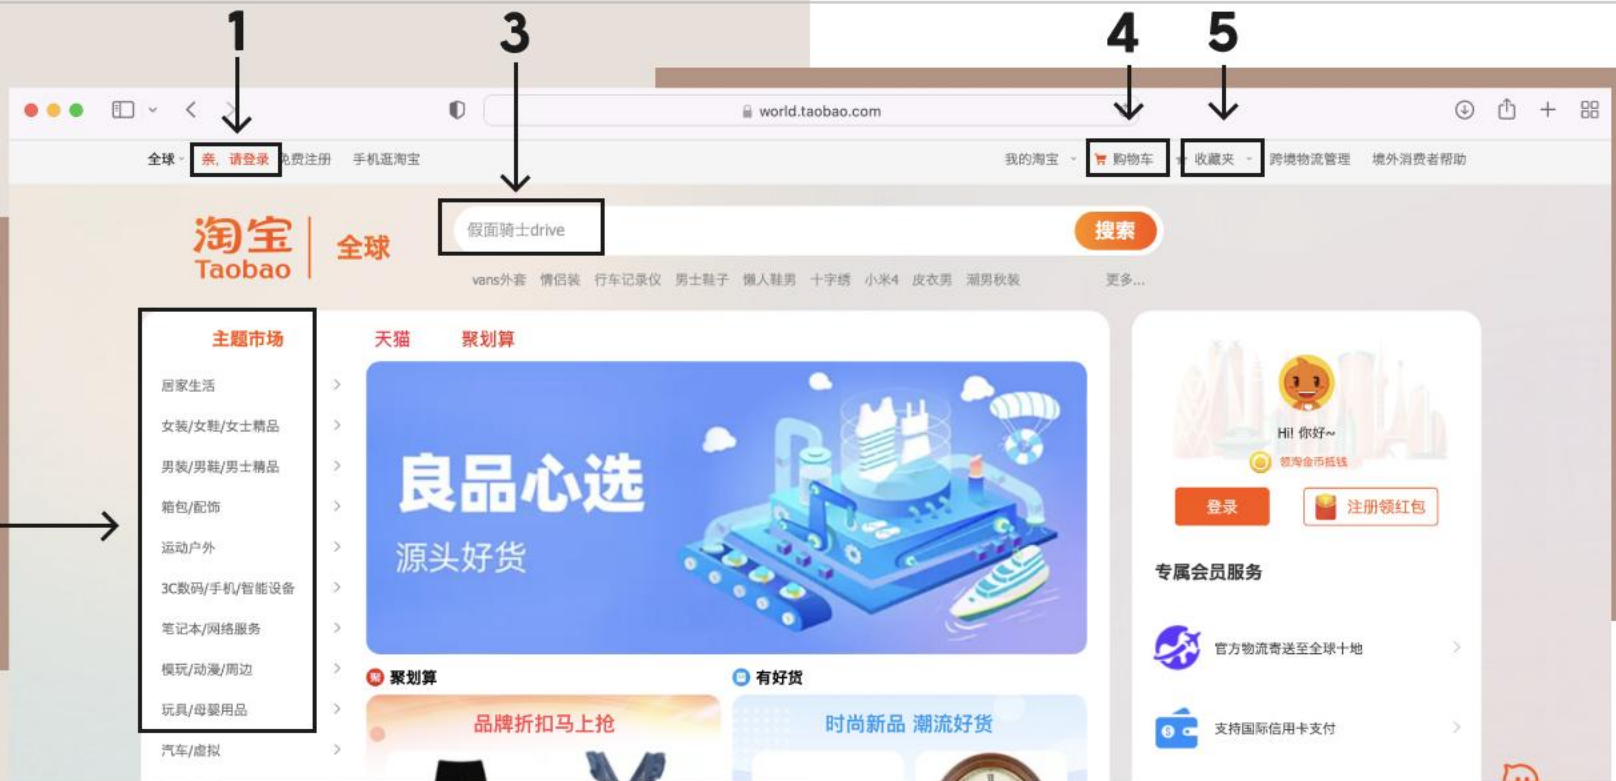 1
3
4
5
world.taobao.com
全球
亲，请登录
免费注册
手机逛淘宝
我的淘宝
购物车
收藏夹
跨境物流管理
境外消费者帮助
淘宝
Taobao
全球
假面骑士drive
搜索
vans外套 情侣装 行车记录仪 男士鞋子 懒人鞋男 十字绣 小米4 皮衣男 潮男秋装
更多...
主题市场
天猫
聚划算
居家生活
女装/女鞋/女士精品
男装/男鞋/男士精品
箱包/配饰
运动户外
3C数码/手机/智能设备
笔记本/网络服务
模玩/动漫/周边
玩具/母婴用品
汽车/虚拟
良品心选
源头好货
聚划算
品牌折扣马上抢
有好货
时尚新品 潮流好货
Hi! 你好~
领淘金币抵钱
登录
注册领红包
专属会员服务
官方物流寄送至全球十地
支持国际信用卡支付